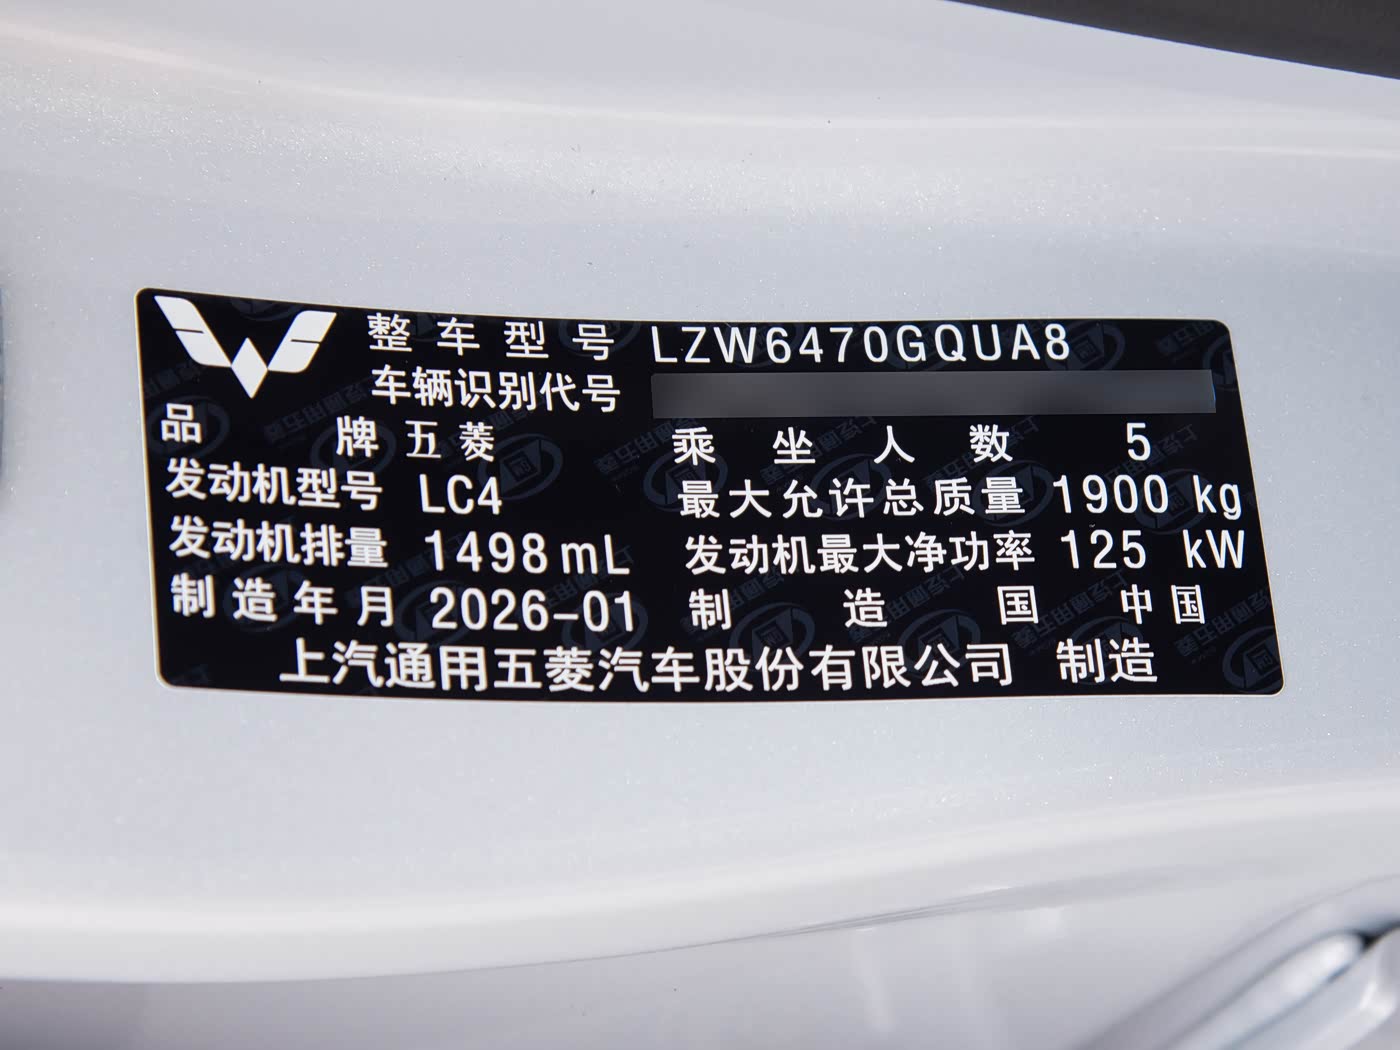 整车型号 LZW6470GQUA8
车辆识别代号
品牌 五菱 乘坐人数 5
发动机型号 LC4 最大允许总质量 1900 kg
发动机排量 1498 mL 发动机最大净功率 125 kW
制造年月 2026-01 制造国 中国
上汽通用五菱汽车股份有限公司 制造